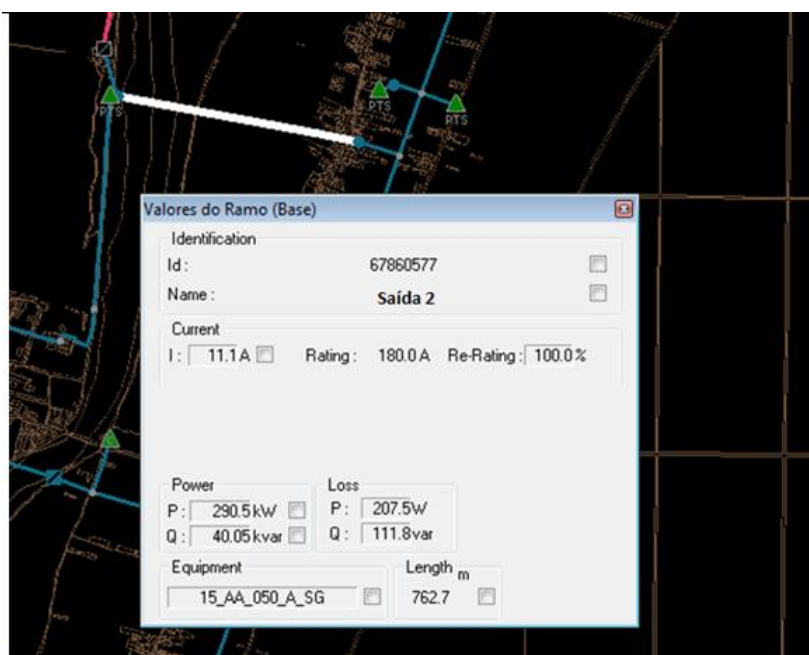 PTS
PTS
PTS
Valores do Ramo (Base)
Identification
Id : 67860577
Name : Saída 2
Current
I : 11.1 A Rating : 180.0 A Re-Rating : 100.0 %
Power Loss
P : 290.5 kW P : 207.5 W
Q : 40.05 kvar Q : 111.8 var
Equipment Length m
15_AA_050_A_SG 762.7